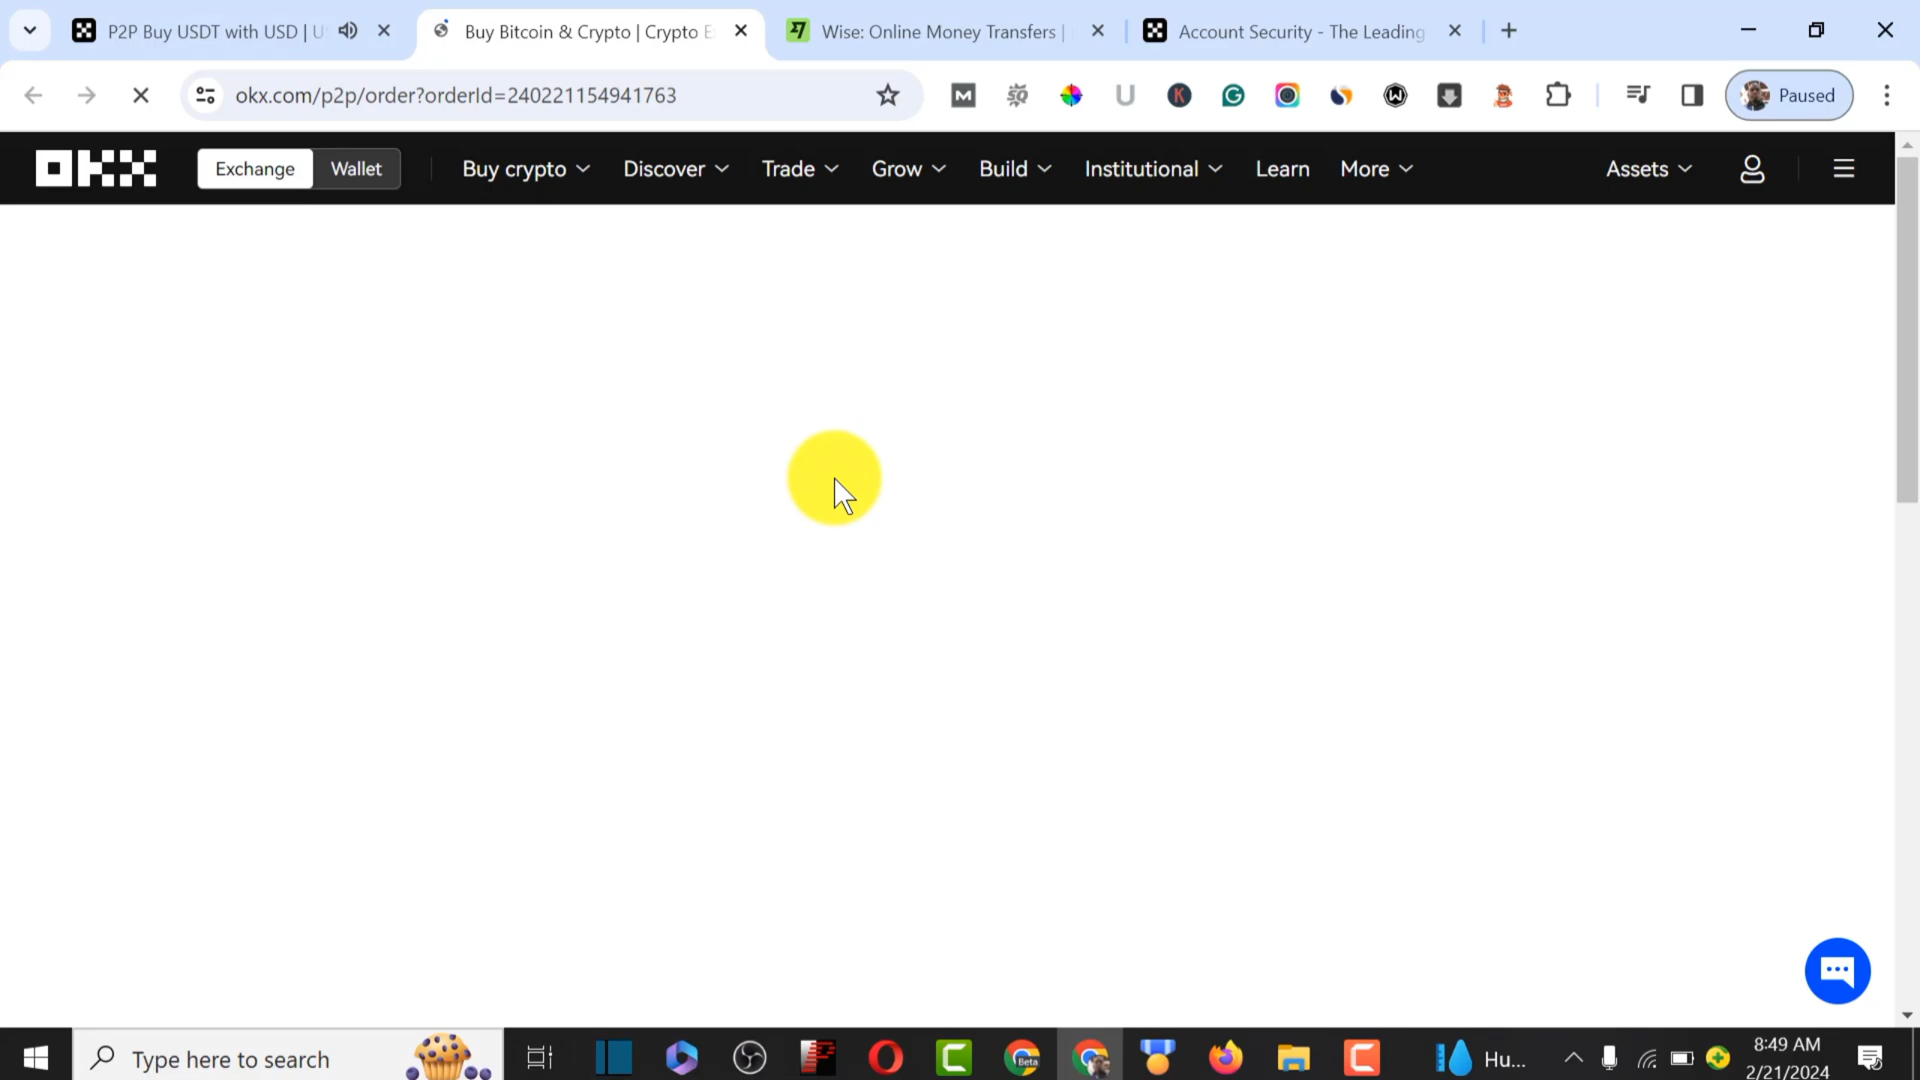 P2P Buy USDT with USD | U
Buy Bitcoin & Crypto | Crypto E
Wise: Online Money Transfers |
Account Security - The Leading
okx.com/p2p/order?orderId=240221154941763
Paused
OKX
Exchange
Wallet
Buy crypto
Discover
Trade
Grow
Build
Institutional
Learn
More
Assets
Type here to search
Beta
Hu...
8:49 AM
2/21/2024